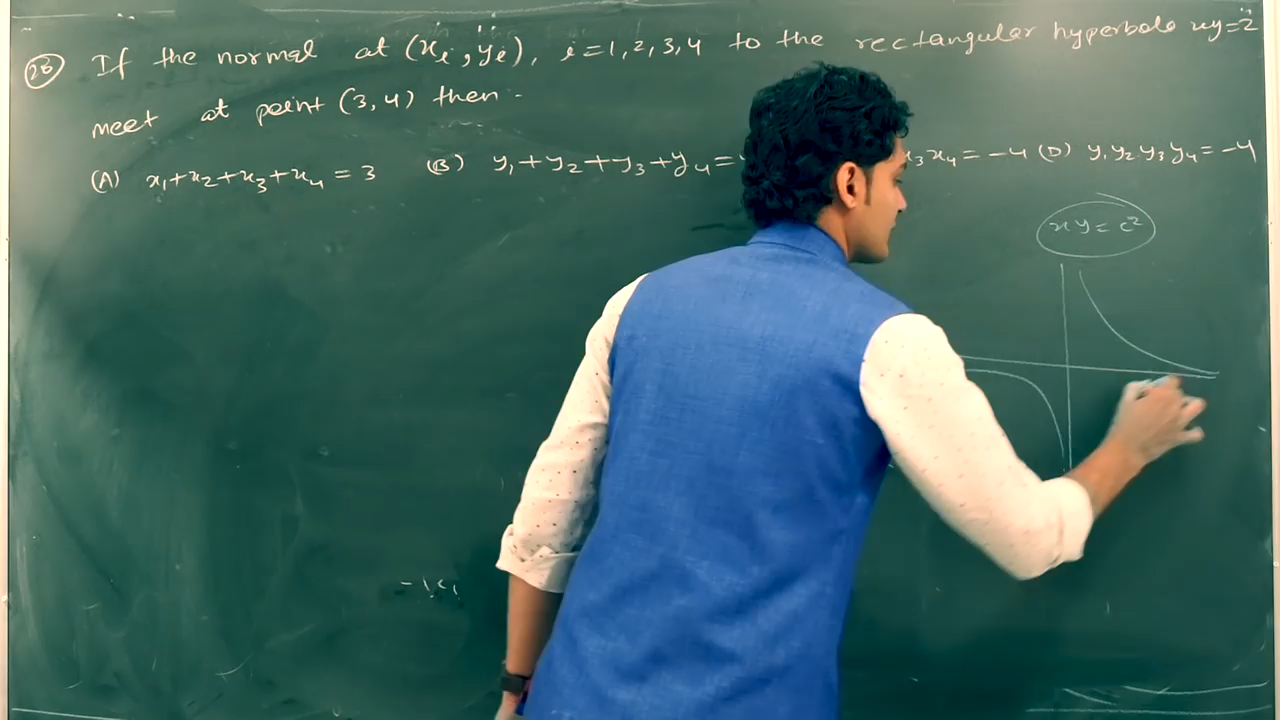 26 If the normal at (xi, yi), i=1,2,3,4 to the rectangular hyperbola xy=2
meet at point (3,4) then -
(A) x₁+x₂+x₃+x₄ = 3 (B) y₁+y₂+y₃+y₄= x₃x₄=-4 (D) y₁y₂y₃y₄=-4
xy=c²